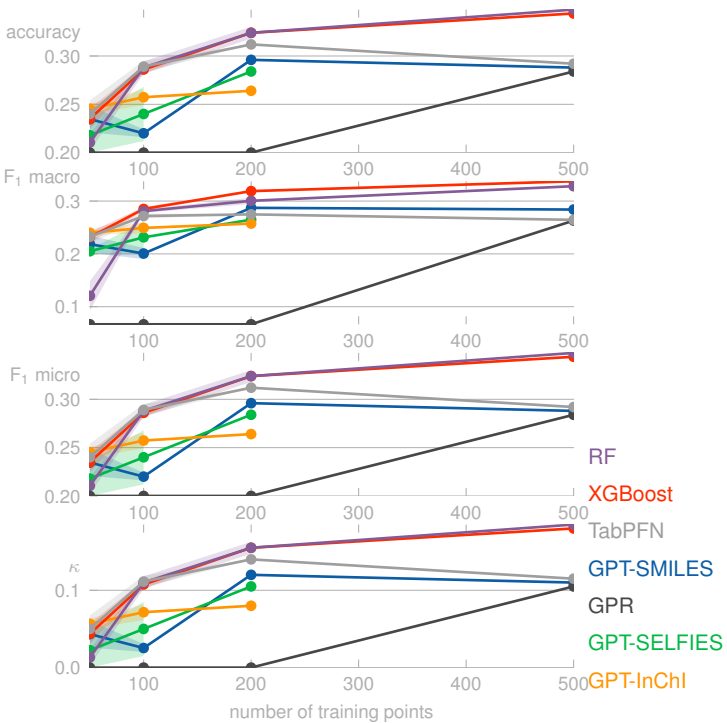 accuracy
0.30
0.25
0.20
100 200 300 400 500
F1 macro
0.3
0.2
0.1
100 200 300 400 500
F1 micro
0.30
0.25
0.20
100 200 300 400 500
κ
0.1
0.0
100 200 300 400 500
number of training points
RF
XGBoost
TabPFN
GPT-SMILES
GPR
GPT-SELFIES
GPT-InChI